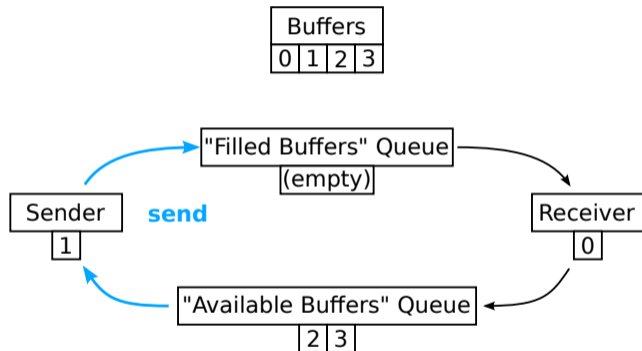 Buffers
0 1 2 3
"Filled Buffers" Queue
(empty)
Sender
1
send
Receiver
0
"Available Buffers" Queue
2 3